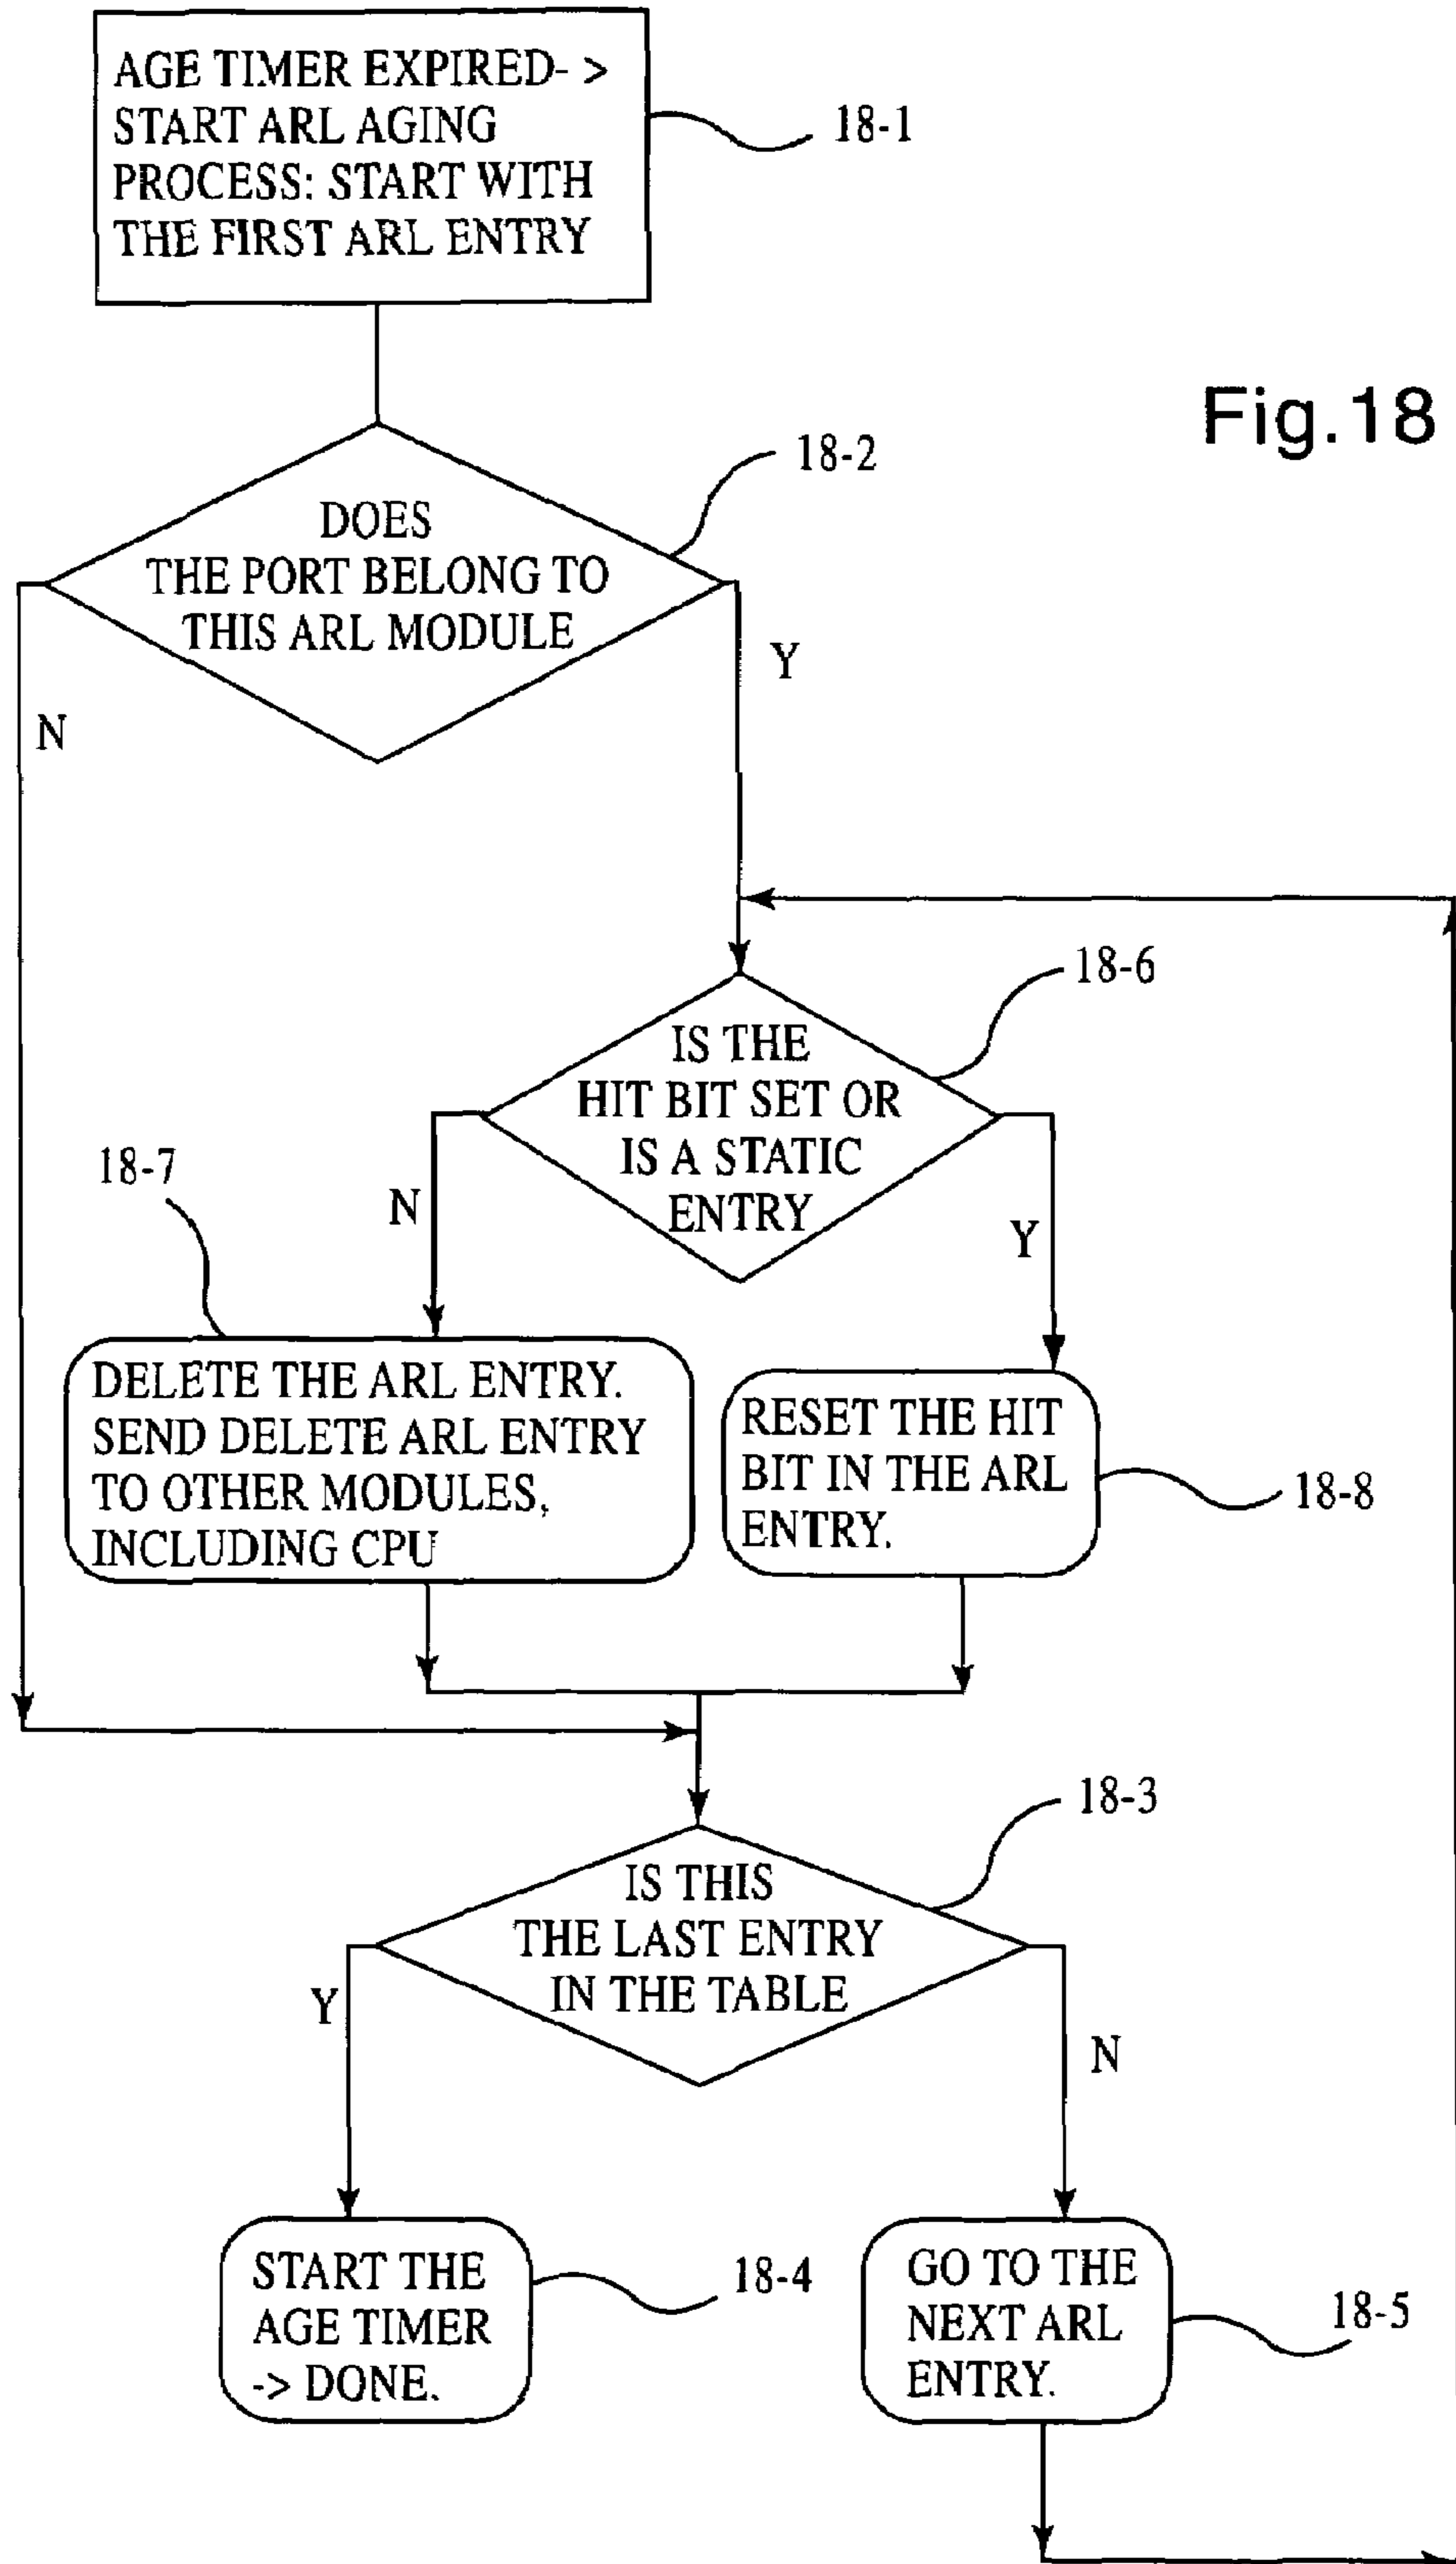 AGE TIMER EXPIRED- >
START ARL AGING
PROCESS: START WITH
THE FIRST ARL ENTRY
18-1
Fig.18
18-2
DOES
THE PORT BELONG TO
THIS ARL MODULE
Y
N
18-6
IS THE
HIT BIT SET OR
IS A STATIC
ENTRY
18-7
N
Y
DELETE THE ARL ENTRY.
SEND DELETE ARL ENTRY
TO OTHER MODULES,
INCLUDING CPU
RESET THE HIT
BIT IN THE ARL
ENTRY.
18-8
18-3
IS THIS
THE LAST ENTRY
IN THE TABLE
Y
N
START THE
AGE TIMER
-> DONE.
18-4
GO TO THE
NEXT ARL
ENTRY.
18-5